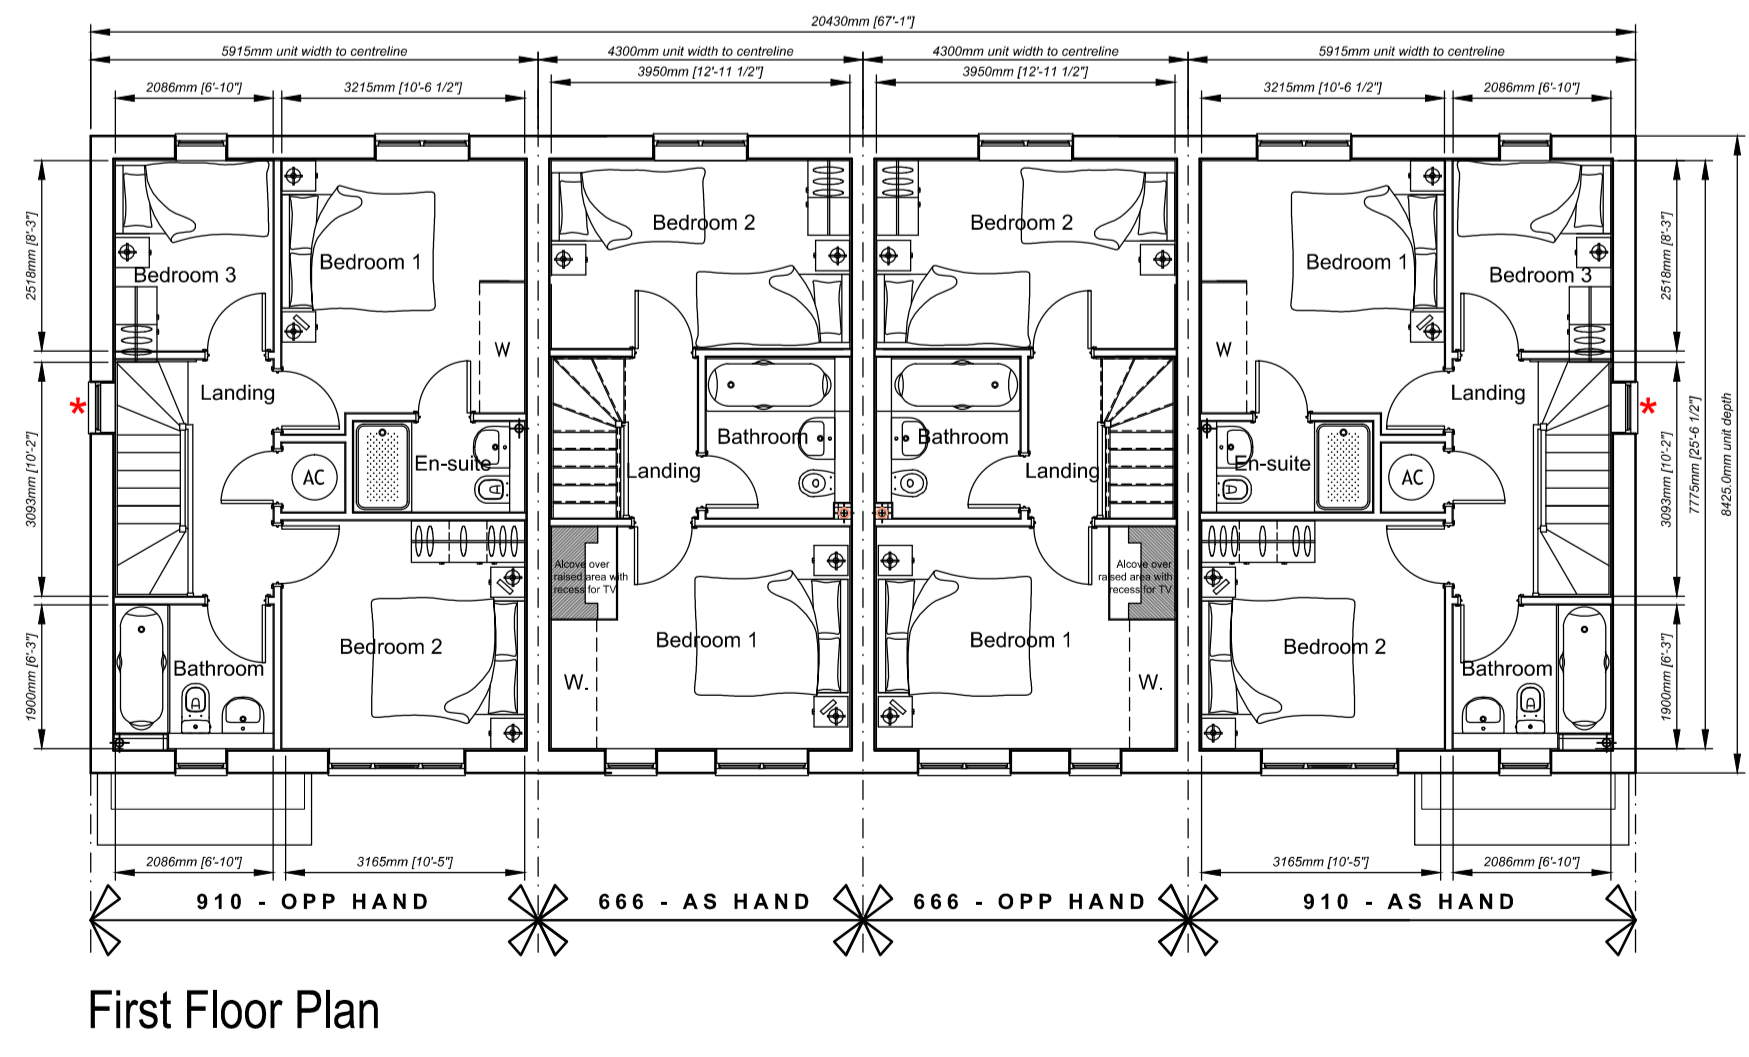 20430mm [67'-1"]
5915mm unit width to centreline
4300mm unit width to centreline
4300mm unit width to centreline
5915mm unit width to centreline
3950mm [12'-11 1/2"]
3950mm [12'-11 1/2"]
2086mm [6'-10"]
3215mm [10'-6 1/2"]
3215mm [10'-6 1/2"]
2086mm [6'-10"]
2518mm [8'-3"]
3093mm [10'-2"]
1900mm [6'-3"]
Bedroom 3
Bedroom 1
W
Landing
*
AC
En-suite
Bedroom 2
Bathroom
Bedroom 2
Bathroom
Landing
Alcove over
raised area with
recess for TV
Bedroom 1
W.
Bedroom 2
Bathroom
Landing
Alcove over
raised area with
recess for TV
Bedroom 1
W.
Bedroom 1
Bedroom 3
W
Landing
*
En-suite
AC
Bedroom 2
Bathroom
2518mm [8'-3"]
3093mm [10'-2"]
1900mm [6'-3"]
7775mm [25'-6 1/2"]
8425.0mm unit depth
2086mm [6'-10"]
3165mm [10'-5"]
3165mm [10'-5"]
2086mm [6'-10"]
910 - OPP HAND
666 - AS HAND
666 - OPP HAND
910 - AS HAND
First Floor Plan